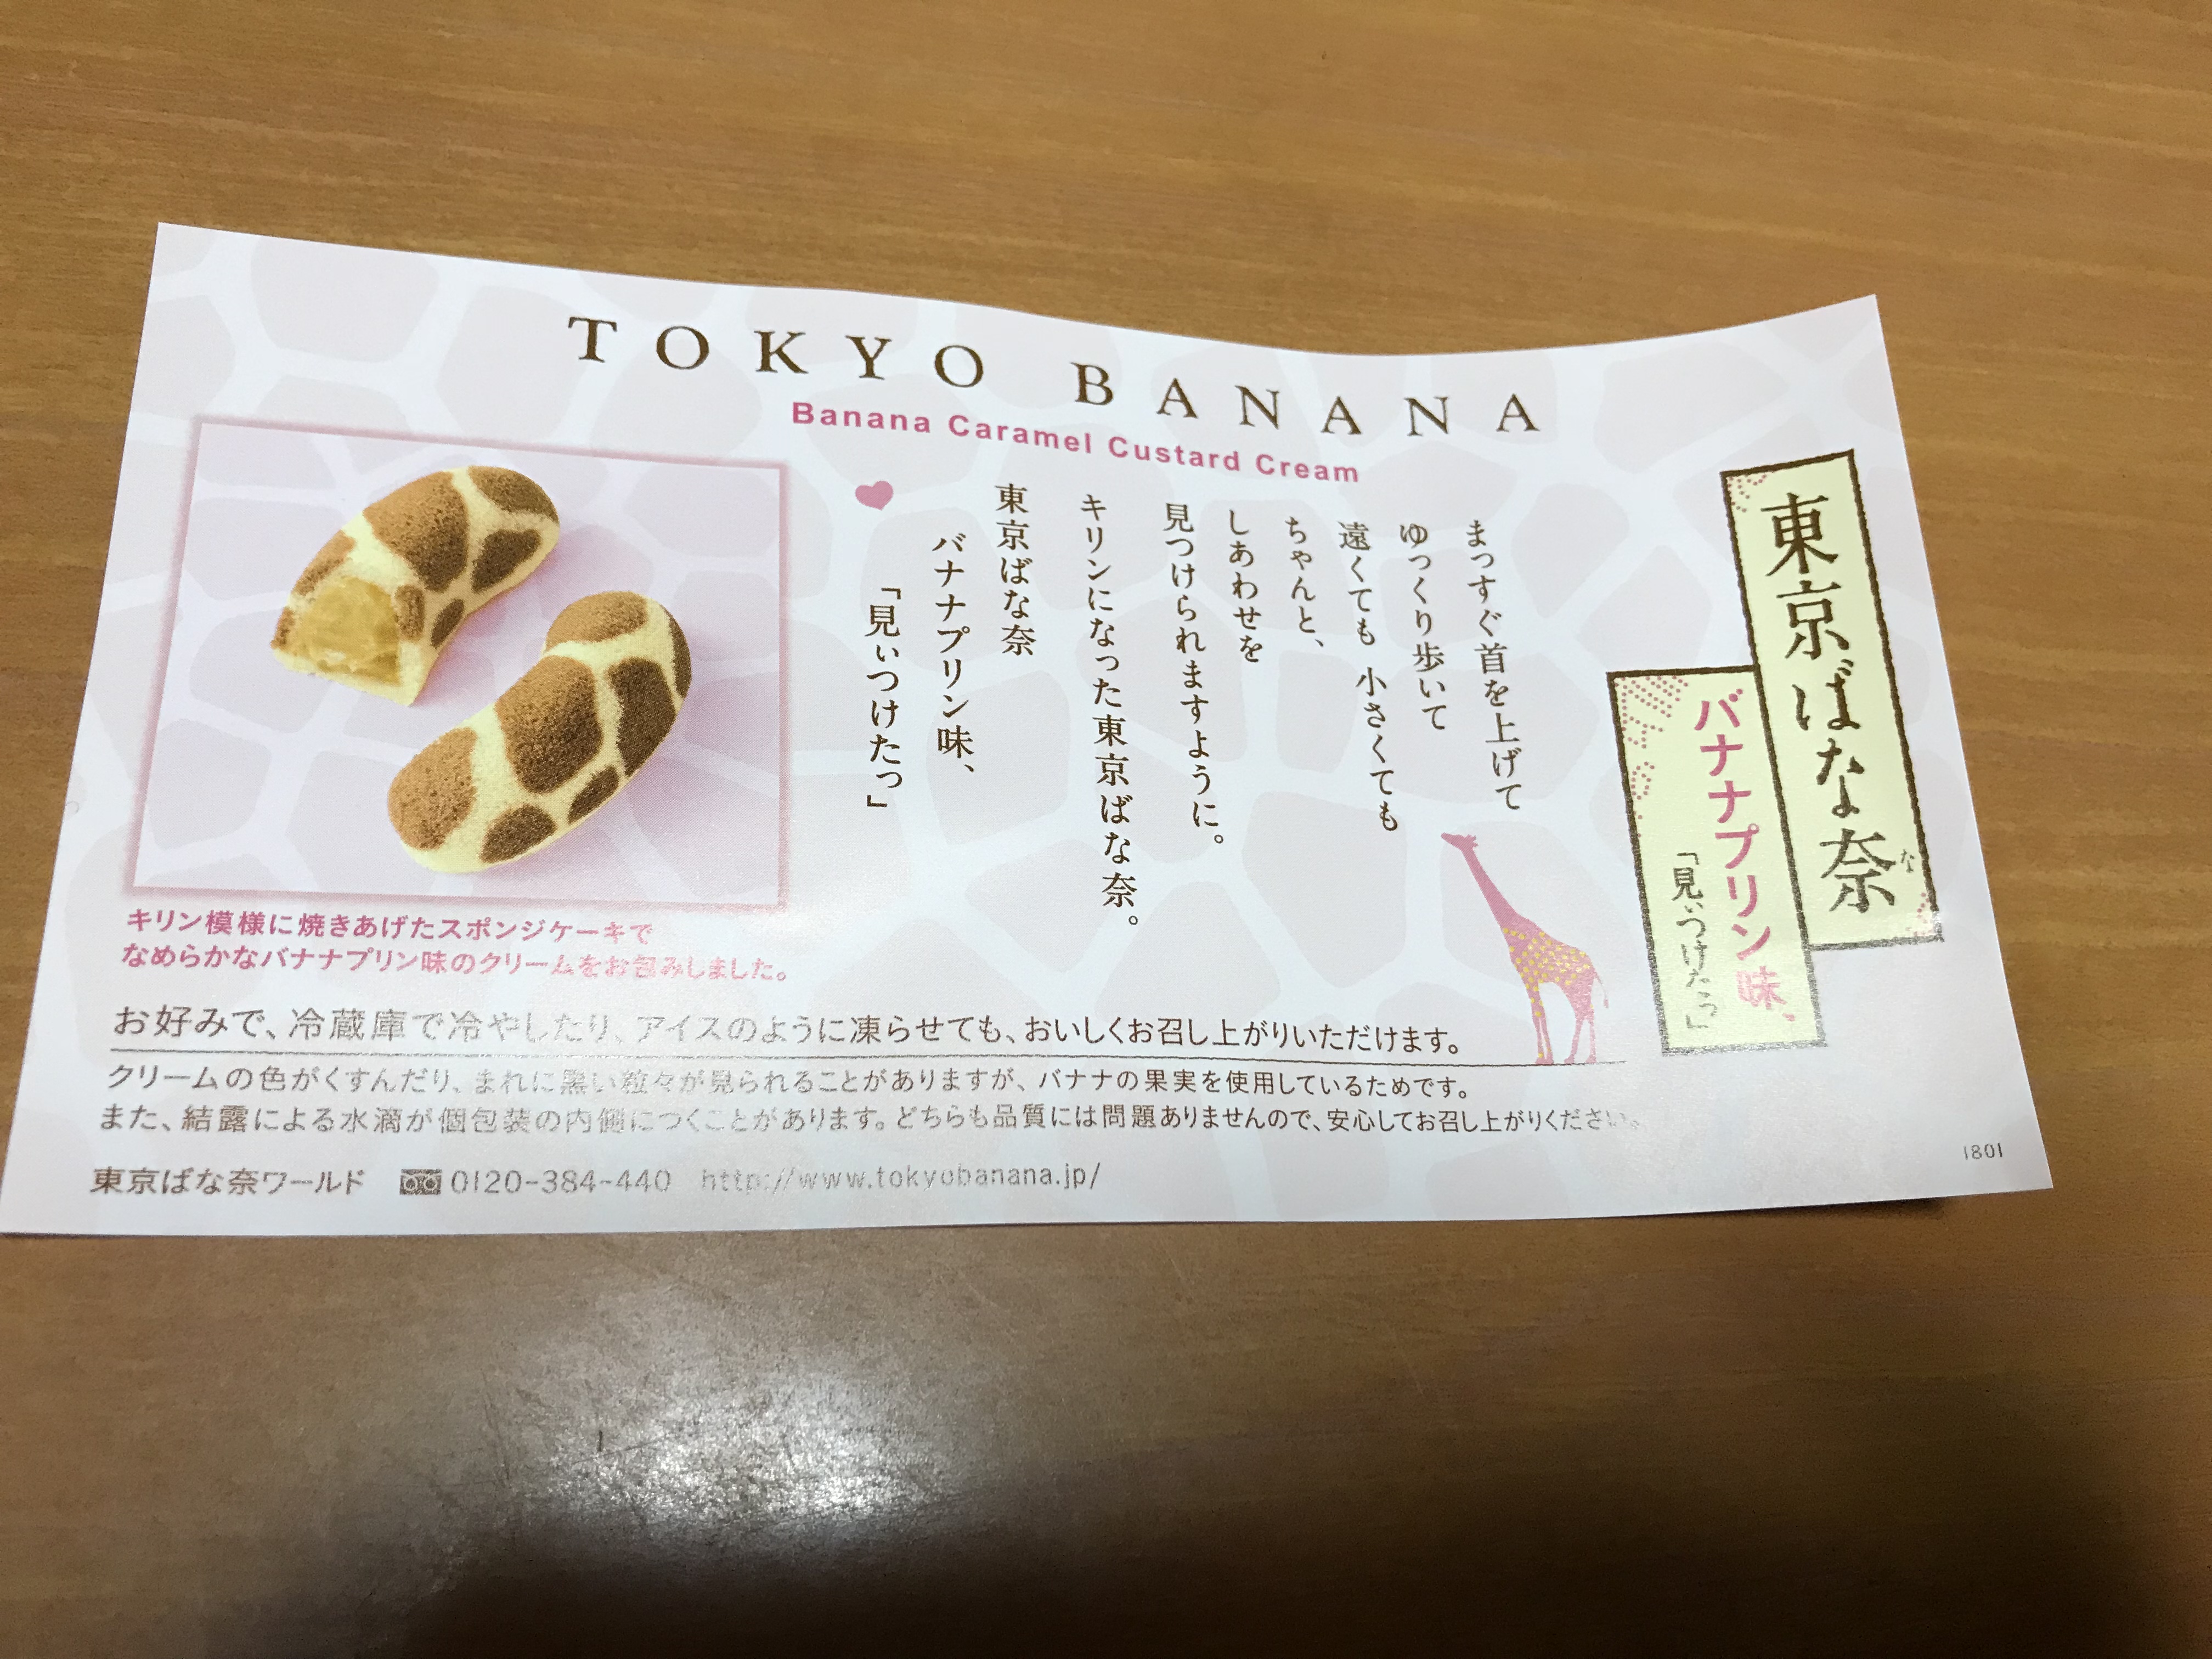 TOKYO BANANA
Banana Caramel Custard Cream
東京ばな奈
な
バナナプリン味、
「見ぃつけたっ」
まっすぐ首を上げて
ゆっくり歩いて
遠くても 小さくても
ちゃんと、
しあわせを
見つけられますように。
キリンになった東京ばな奈。
東京ばな奈
バナナプリン味、
「見ぃつけたっ」
キリン模様に焼きあげたスポンジケーキで
なめらかなバナナプリン味のクリームをお包みしました。
お好みで、冷蔵庫で冷やしたり、アイスのように凍らせても、おいしくお召し上がりいただけます。
クリームの色がくすんだり、まれに黒い粒々が見られることがありますが、バナナの果実を使用しているためです。
また、結露による水滴が個包装の内側につくことがあります。どちらも品質には問題ありませんので、安心してお召し上がりください。
東京ばな奈ワールド 0120-384-440 http://www.tokyobanana.jp/
1801